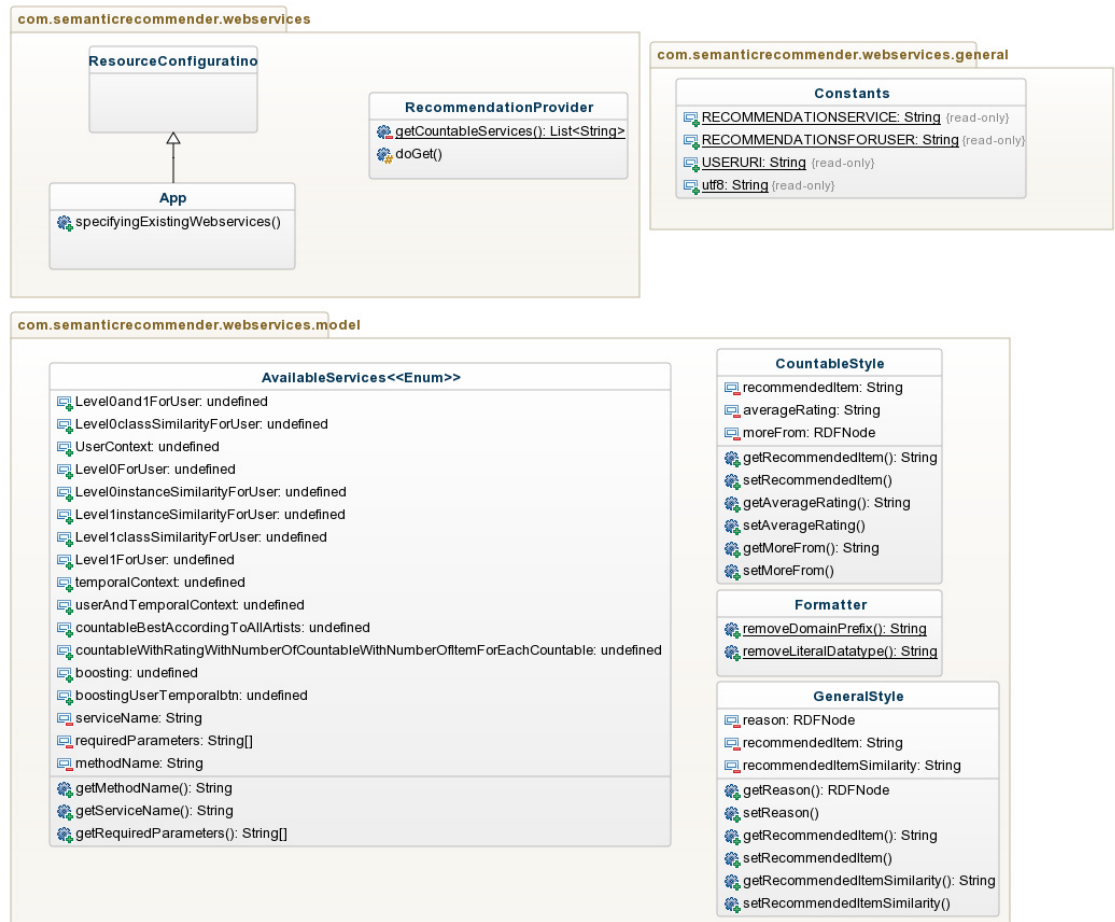 com.semanticrecommender.webservices
ResourceConfiguratino
App
specifyingExistingWebservices()
RecommendationProvider
getCountableServices(): List<String>
doGet()
com.semanticrecommender.webservices.general
Constants
RECOMMENDATIONSERVICE: String {read-only}
RECOMMENDATIONSFORUSER: String {read-only}
USERURI: String {read-only}
utf8: String {read-only}
com.semanticrecommender.webservices.model
AvailableServices<<Enum>>
Level0and1ForUser: undefined
Level0classSimilarityForUser: undefined
UserContext: undefined
Level0ForUser: undefined
Level0instanceSimilarityForUser: undefined
Level1instanceSimilarityForUser: undefined
Level1classSimilarityForUser: undefined
Level1ForUser: undefined
temporalContext: undefined
userAndTemporalContext: undefined
countableBestAccordingToAllArtists: undefined
countableWithRatingWithNumberOfCountableWithNumberOfItemForEachCountable: undefined
boosting: undefined
boostingUserTemporalbtn: undefined
serviceName: String
requiredParameters: String[]
methodName: String
getMethodName(): String
getServiceName(): String
getRequiredParameters(): String[]
CountableStyle
recommendedItem: String
averageRating: String
moreFrom: RDFNode
getRecommendedItem(): String
setRecommendedItem()
getAverageRating(): String
setAverageRating()
getMoreFrom(): String
setMoreFrom()
Formatter
removeDomainPrefix(): String
removeLiteralDatatype(): String
GeneralStyle
reason: RDFNode
recommendedItem: String
recommendedItemSimilarity: String
getReason(): RDFNode
setReason()
getRecommendedItem(): String
setRecommendedItem()
getRecommendedItemSimilarity(): String
setRecommendedItemSimilarity()